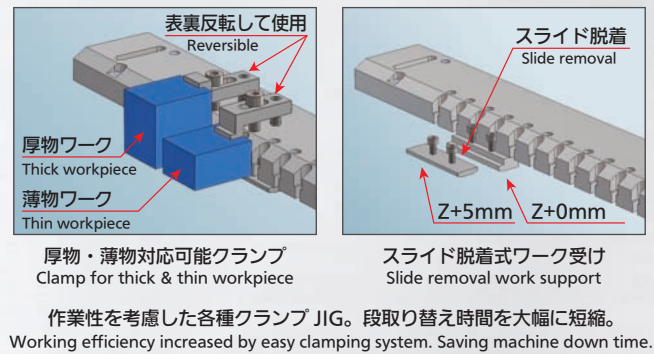 表裏反転して使用
Reversible
厚物ワーク
Thick workpiece
薄物ワーク
Thin workpiece
スライド脱着
Slide removal
Z+5mm
Z+0mm
厚物・薄物対応可能クランプ
Clamp for thick & thin workpiece
スライド脱着式ワーク受け
Slide removal work support
作業性を考慮した各種クランプ JIG。段取り替え時間を大幅に短縮。
Working efficiency increased by easy clamping system. Saving machine down time.